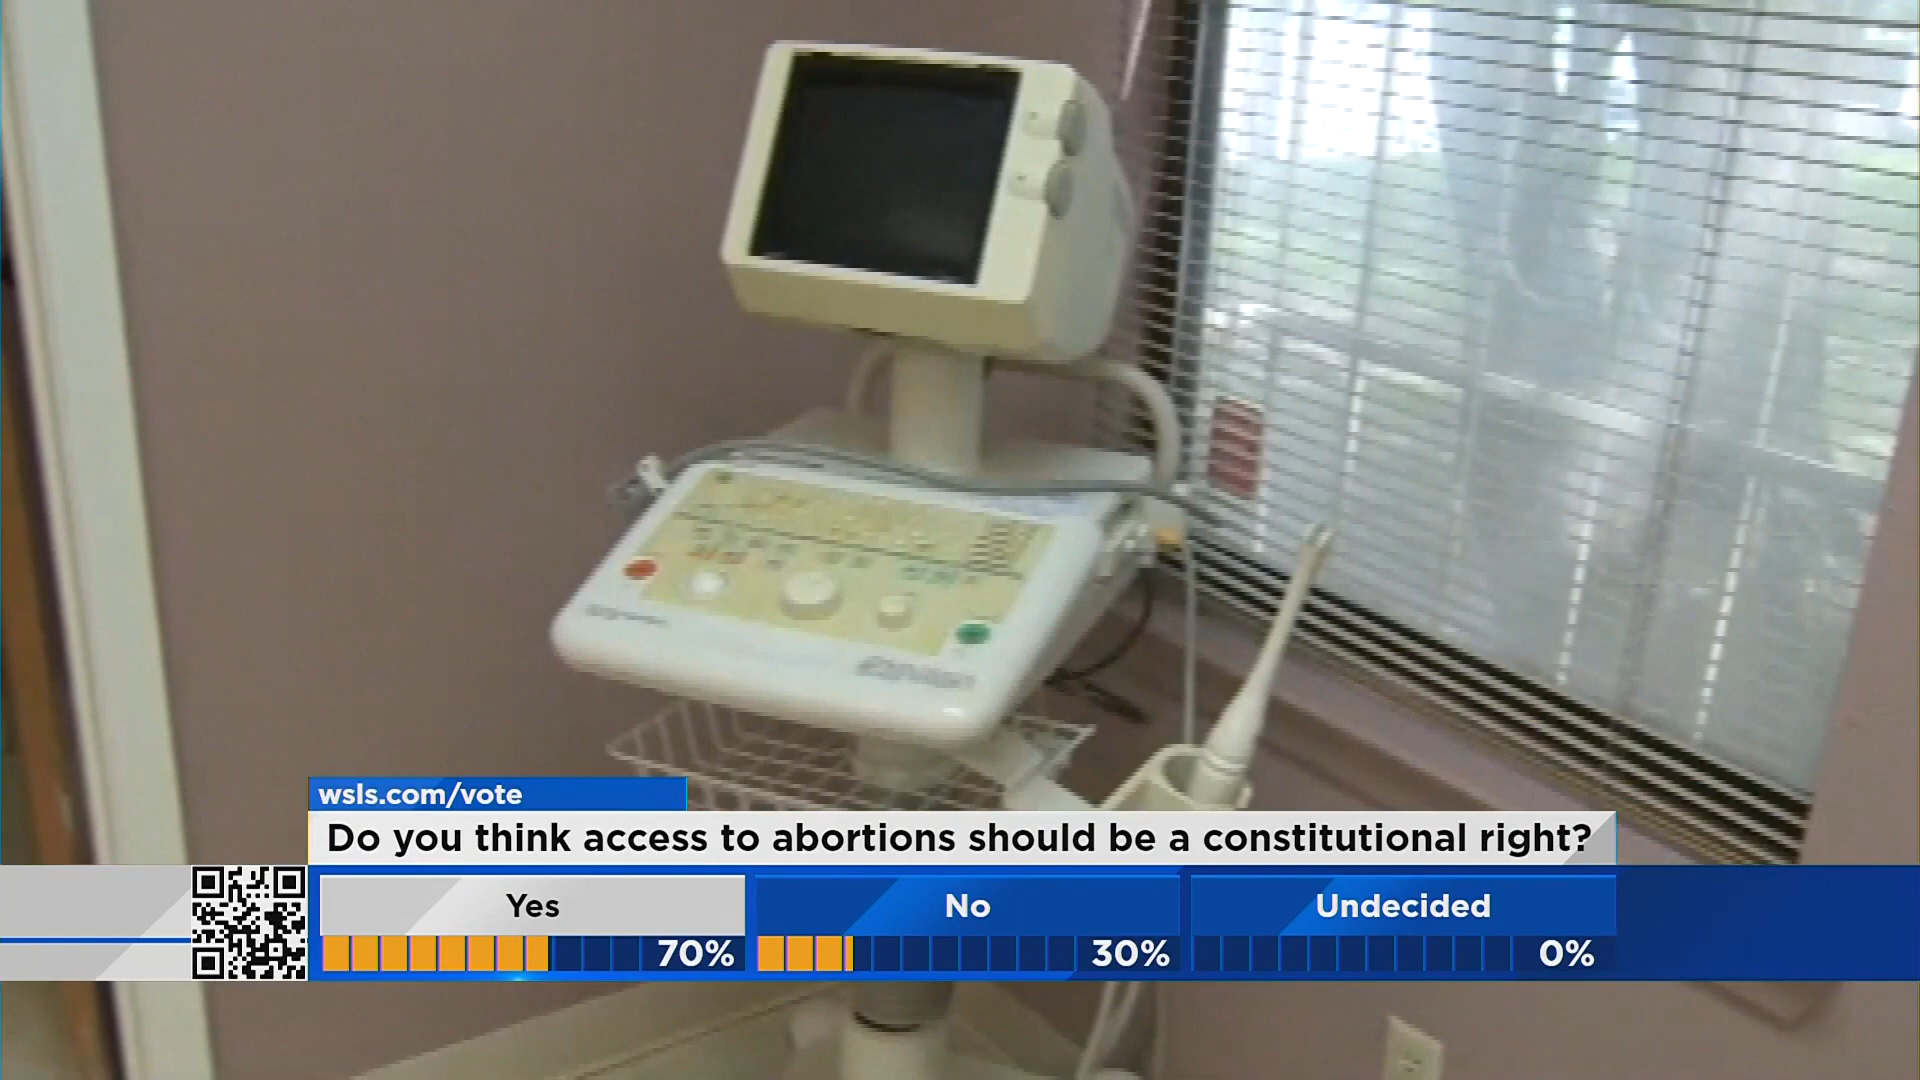 wsls.com/vote
Do you think access to abortions should be a constitutional right?
Yes
No
Undecided
70%
30%
0%